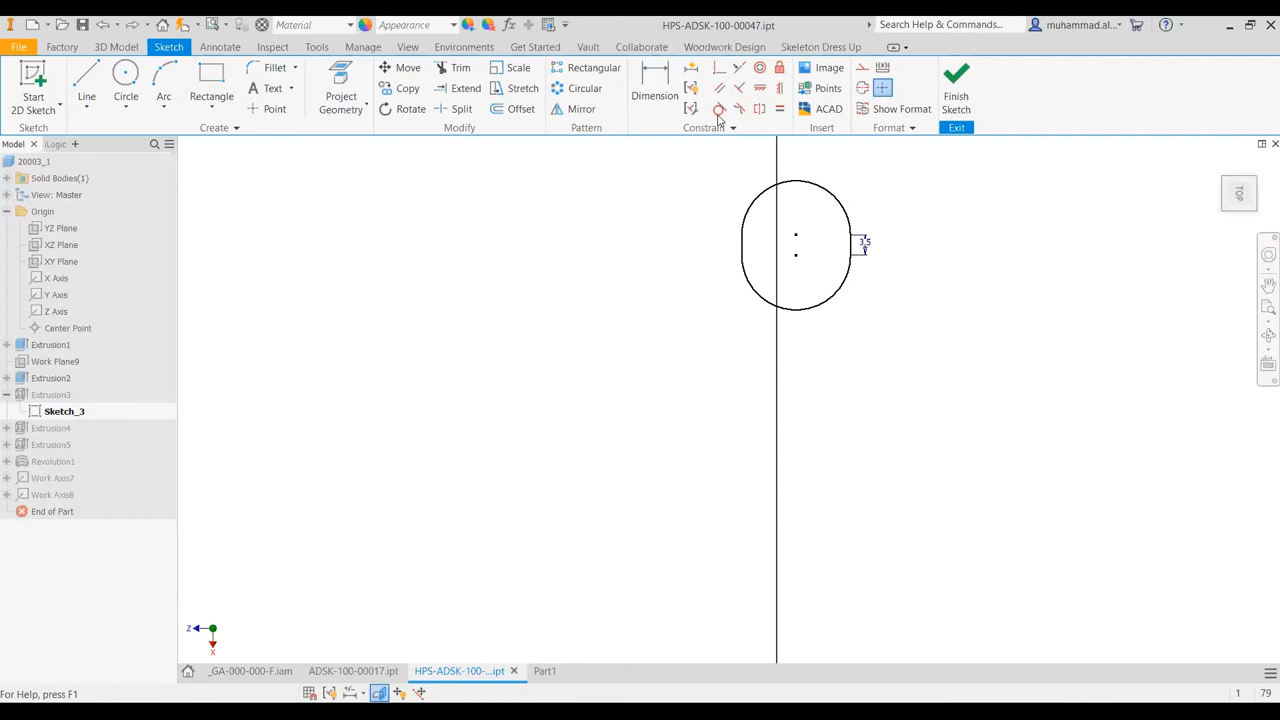 Material
Appearance
HPS-ADSK-100-00047.ipt
Search Help & Commands...
muhammad.al...
File
Factory
3D Model
Sketch
Annotate
Inspect
Tools
Manage
View
Environments
Get Started
Vault
Collaborate
Woodwork Design
Skeleton Dress Up
Start
2D Sketch
Line
Circle
Arc
Rectangle
Fillet
Text
Point
Project
Geometry
Move
Copy
Rotate
Trim
Extend
Split
Scale
Stretch
Offset
Rectangular
Circular
Mirror
Dimension
Image
Points
ACAD
Show Format
Finish
Sketch
Sketch
Create
Modify
Pattern
Constrain
Insert
Format
Exit
Model
iLogic
20003_1
Solid Bodies(1)
View: Master
Origin
YZ Plane
XZ Plane
XY Plane
X Axis
Y Axis
Z Axis
Center Point
Extrusion1
Work Plane9
Extrusion2
Extrusion3
Sketch_3
Extrusion4
Extrusion5
Revolution1
Work Axis7
Work Axis8
End of Part
3,5
TOP
Z
X
_GA-000-000-F.iam
ADSK-100-00017.ipt
HPS-ADSK-100-...ipt
Part1
For Help, press F1
1
79